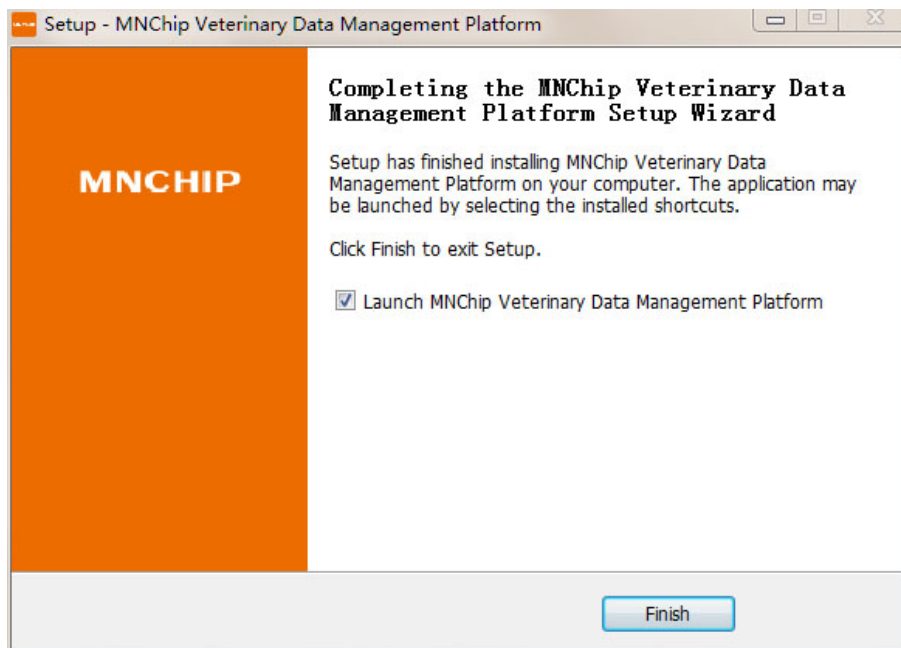 Setup - MNChip Veterinary Data Management Platform
Completing the MNChip Veterinary Data
Management Platform Setup Wizard
MNCHIP
Setup has finished installing MNChip Veterinary Data
Management Platform on your computer. The application may
be launched by selecting the installed shortcuts.
Click Finish to exit Setup.
Launch MNChip Veterinary Data Management Platform
Finish